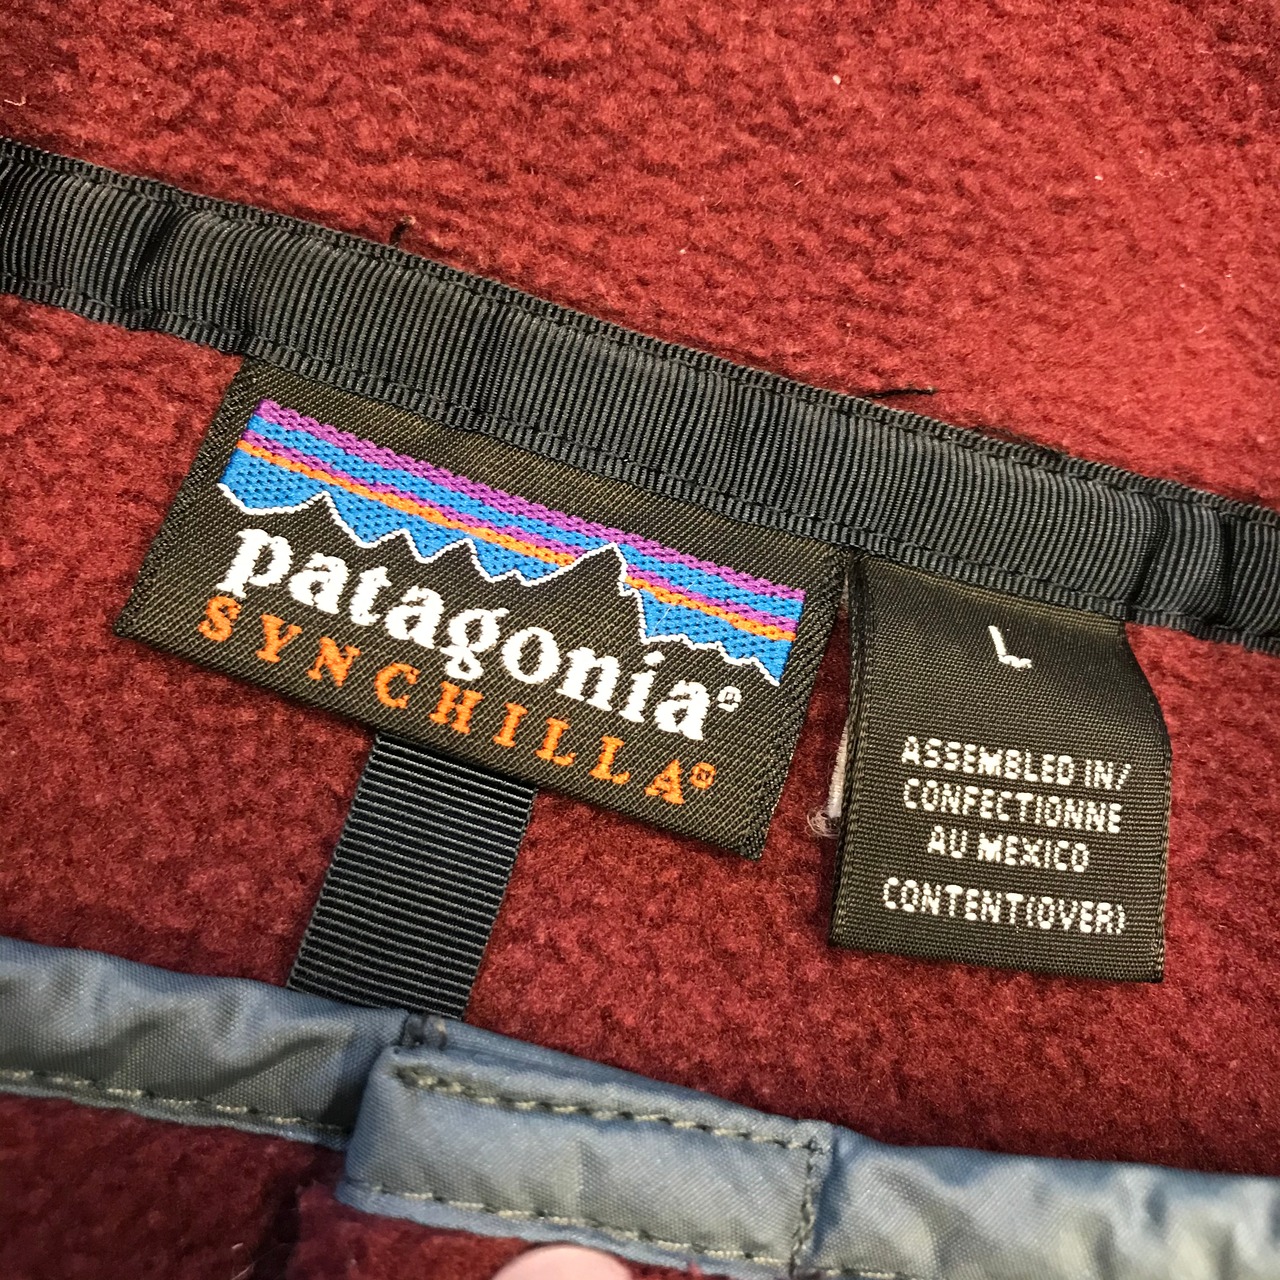 patagonia®
SYNCHILLA®
L
ASSEMBLED IN/
CONFECTIONNE
AU MEXICO
CONTENT(OVER)